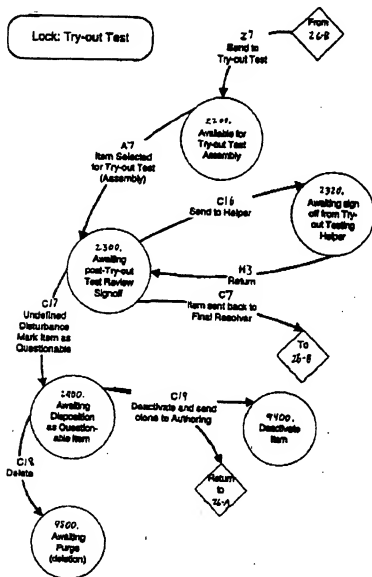 Lock: Try-out Test
From
26-B
Z7
Send to
Try-out Test
2200.
Available for
Try-out Test
Assembly
A7
Item Selected
for Try-out Test
(Assembly)
C16
Send to Helper
2320.
Awaiting sign
off from Try-
out Testing
Helper
2300.
Awaiting
post-Try-out
Test Review
Signoff
H3
Return
C7
Item sent back to
Final Resolver
To
26-B
C17
Undefined
Disturbance
Mark Item as
Questionable
2400.
Awaiting
Disposition
as Question-
able Item
C19
Deactivate and send
clone to Authoring
9400.
Deactivate
Item
Return
to
26-A
C18
Delete
9500.
Awaiting
Purge
(deletion)